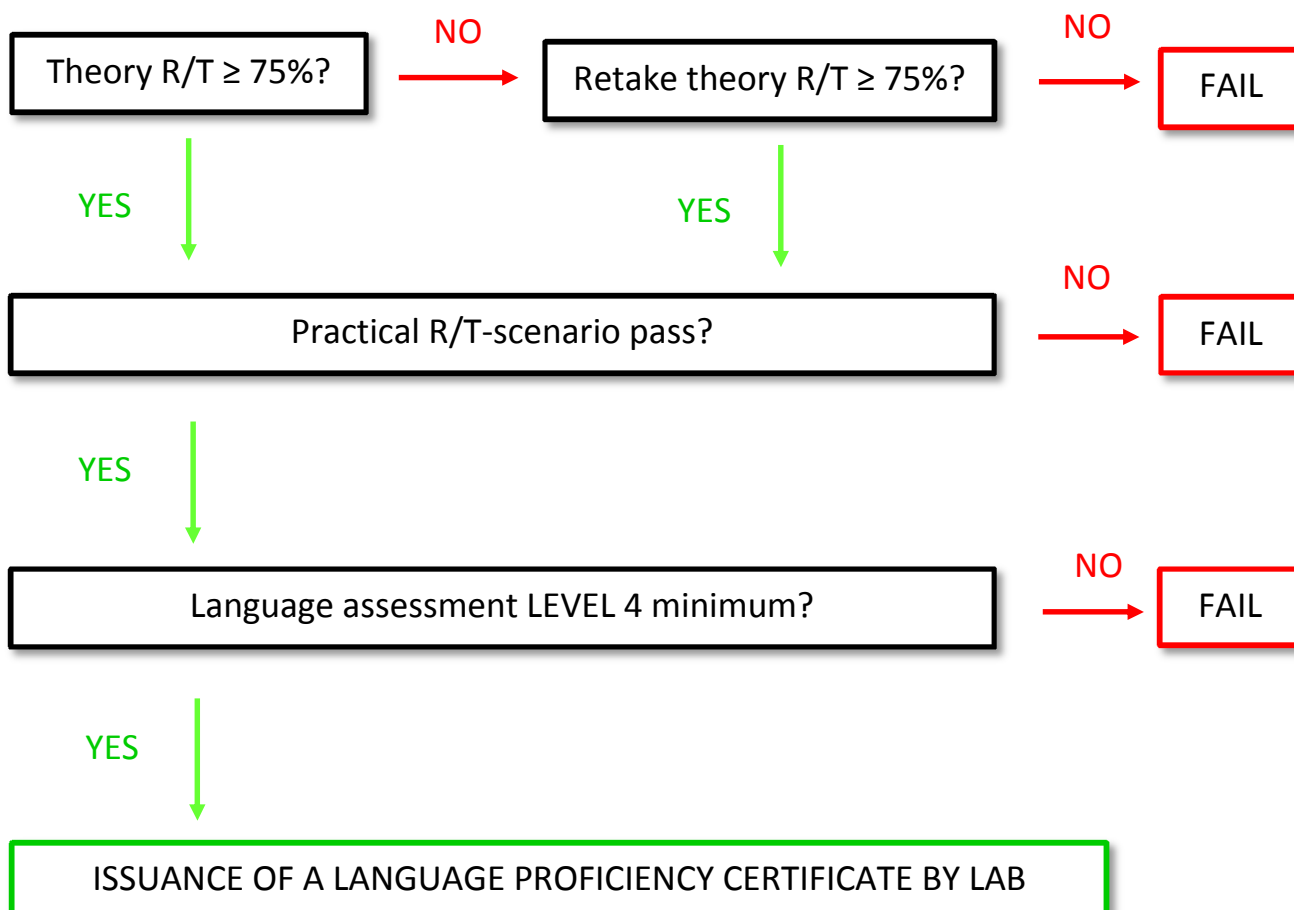 NO
NO
Theory R/T ≥ 75%?
Retake theory R/T ≥ 75%?
FAIL
YES
YES
NO
Practical R/T-scenario pass?
FAIL
YES
NO
Language assessment LEVEL 4 minimum?
FAIL
YES
ISSUANCE OF A LANGUAGE PROFICIENCY CERTIFICATE BY LAB